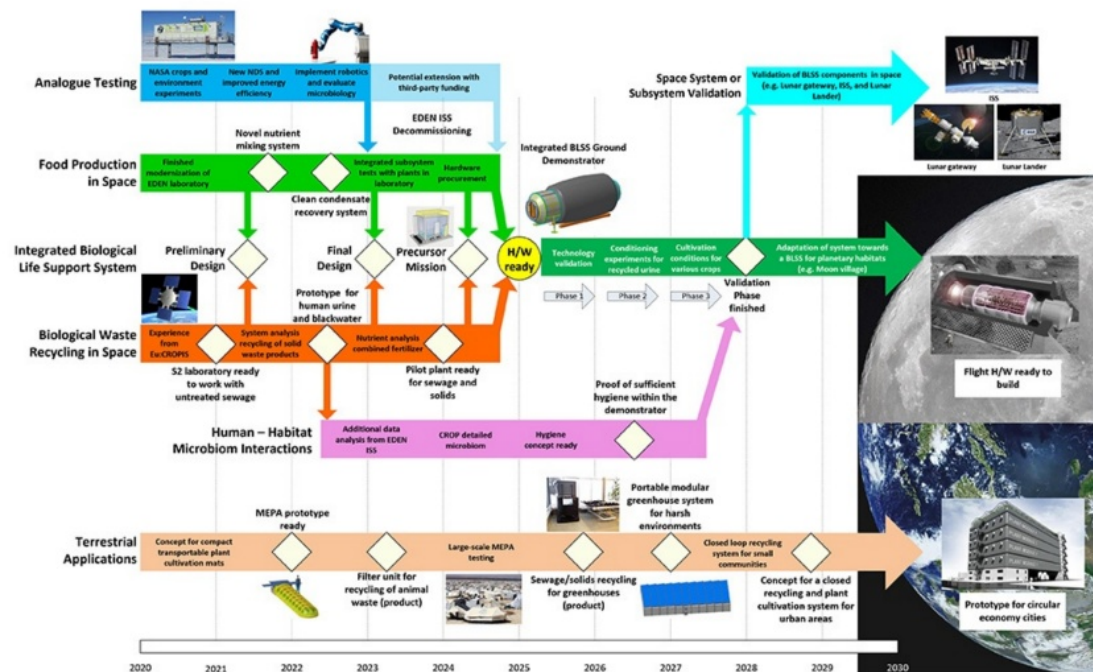 Analogue Testing
NASA crops and
environment
experiments
New NDS and
improved energy
efficiency
Implement robotics
and evaluate
microbiology
Potential extension with
third-party funding
EDEN ISS
Decommissioning
Space System or
Subsystem Validation
Validation of BLSS components in space
(e.g. Lunar gateway, ISS, and Lunar
Lander)
ISS
Lunar gateway
Lunar Lander
Novel nutrient
mixing system
Food Production
in Space
Finished
modernization of
EDEN laboratory
Integrated subsystem
tests with plants in
laboratory
Hardware
procurement
Clean condensate
recovery system
Integrated BLSS Ground
Demonstrator
Integrated Biological
Life Support System
Preliminary
Design
Final
Design
Precursor
Mission
H/W
ready
Technology
validation
Conditioning
experiments for
recycled urine
Cultivation
conditions for
various crops
Adaptation of system towards
a BLSS for planetary habitats
(e.g. Moon village)
Phase 1
Phase 2
Phase 3
Validation
Phase
finished
Prototype for
human urine and
blackwater
Biological Waste
Recycling in Space
Experience
from
Eu:CROPIS
System analysis
recycling of solid
waste products
Nutrient analysis
combined fertilizer
S2 laboratory ready
to work with
untreated sewage
Pilot plant ready
for sewage and
solids
Flight H/W ready to
build
Proof of sufficient
hygiene within the
demonstrator
Human – Habitat
Microbiom Interactions
Additional data
analysis from EDEN
ISS
CROP detailed
microbiom
Hygiene
concept ready
MEPA prototype
ready
Portable modular
greenhouse system
for harsh
environments
Terrestrial
Applications
Concept for compact
transportable plant
cultivation mats
Large-scale MEPA
testing
Closed loop recycling
system for small
communities
Filter unit for
recycling of animal
waste (product)
Sewage/solids recycling
for greenhouses
(product)
Concept for a closed
recycling and plant
cultivation system for
urban areas
Prototype for circular
economy cities
2020 2021 2022 2023 2024 2025 2026 2027 2028 2029 2030